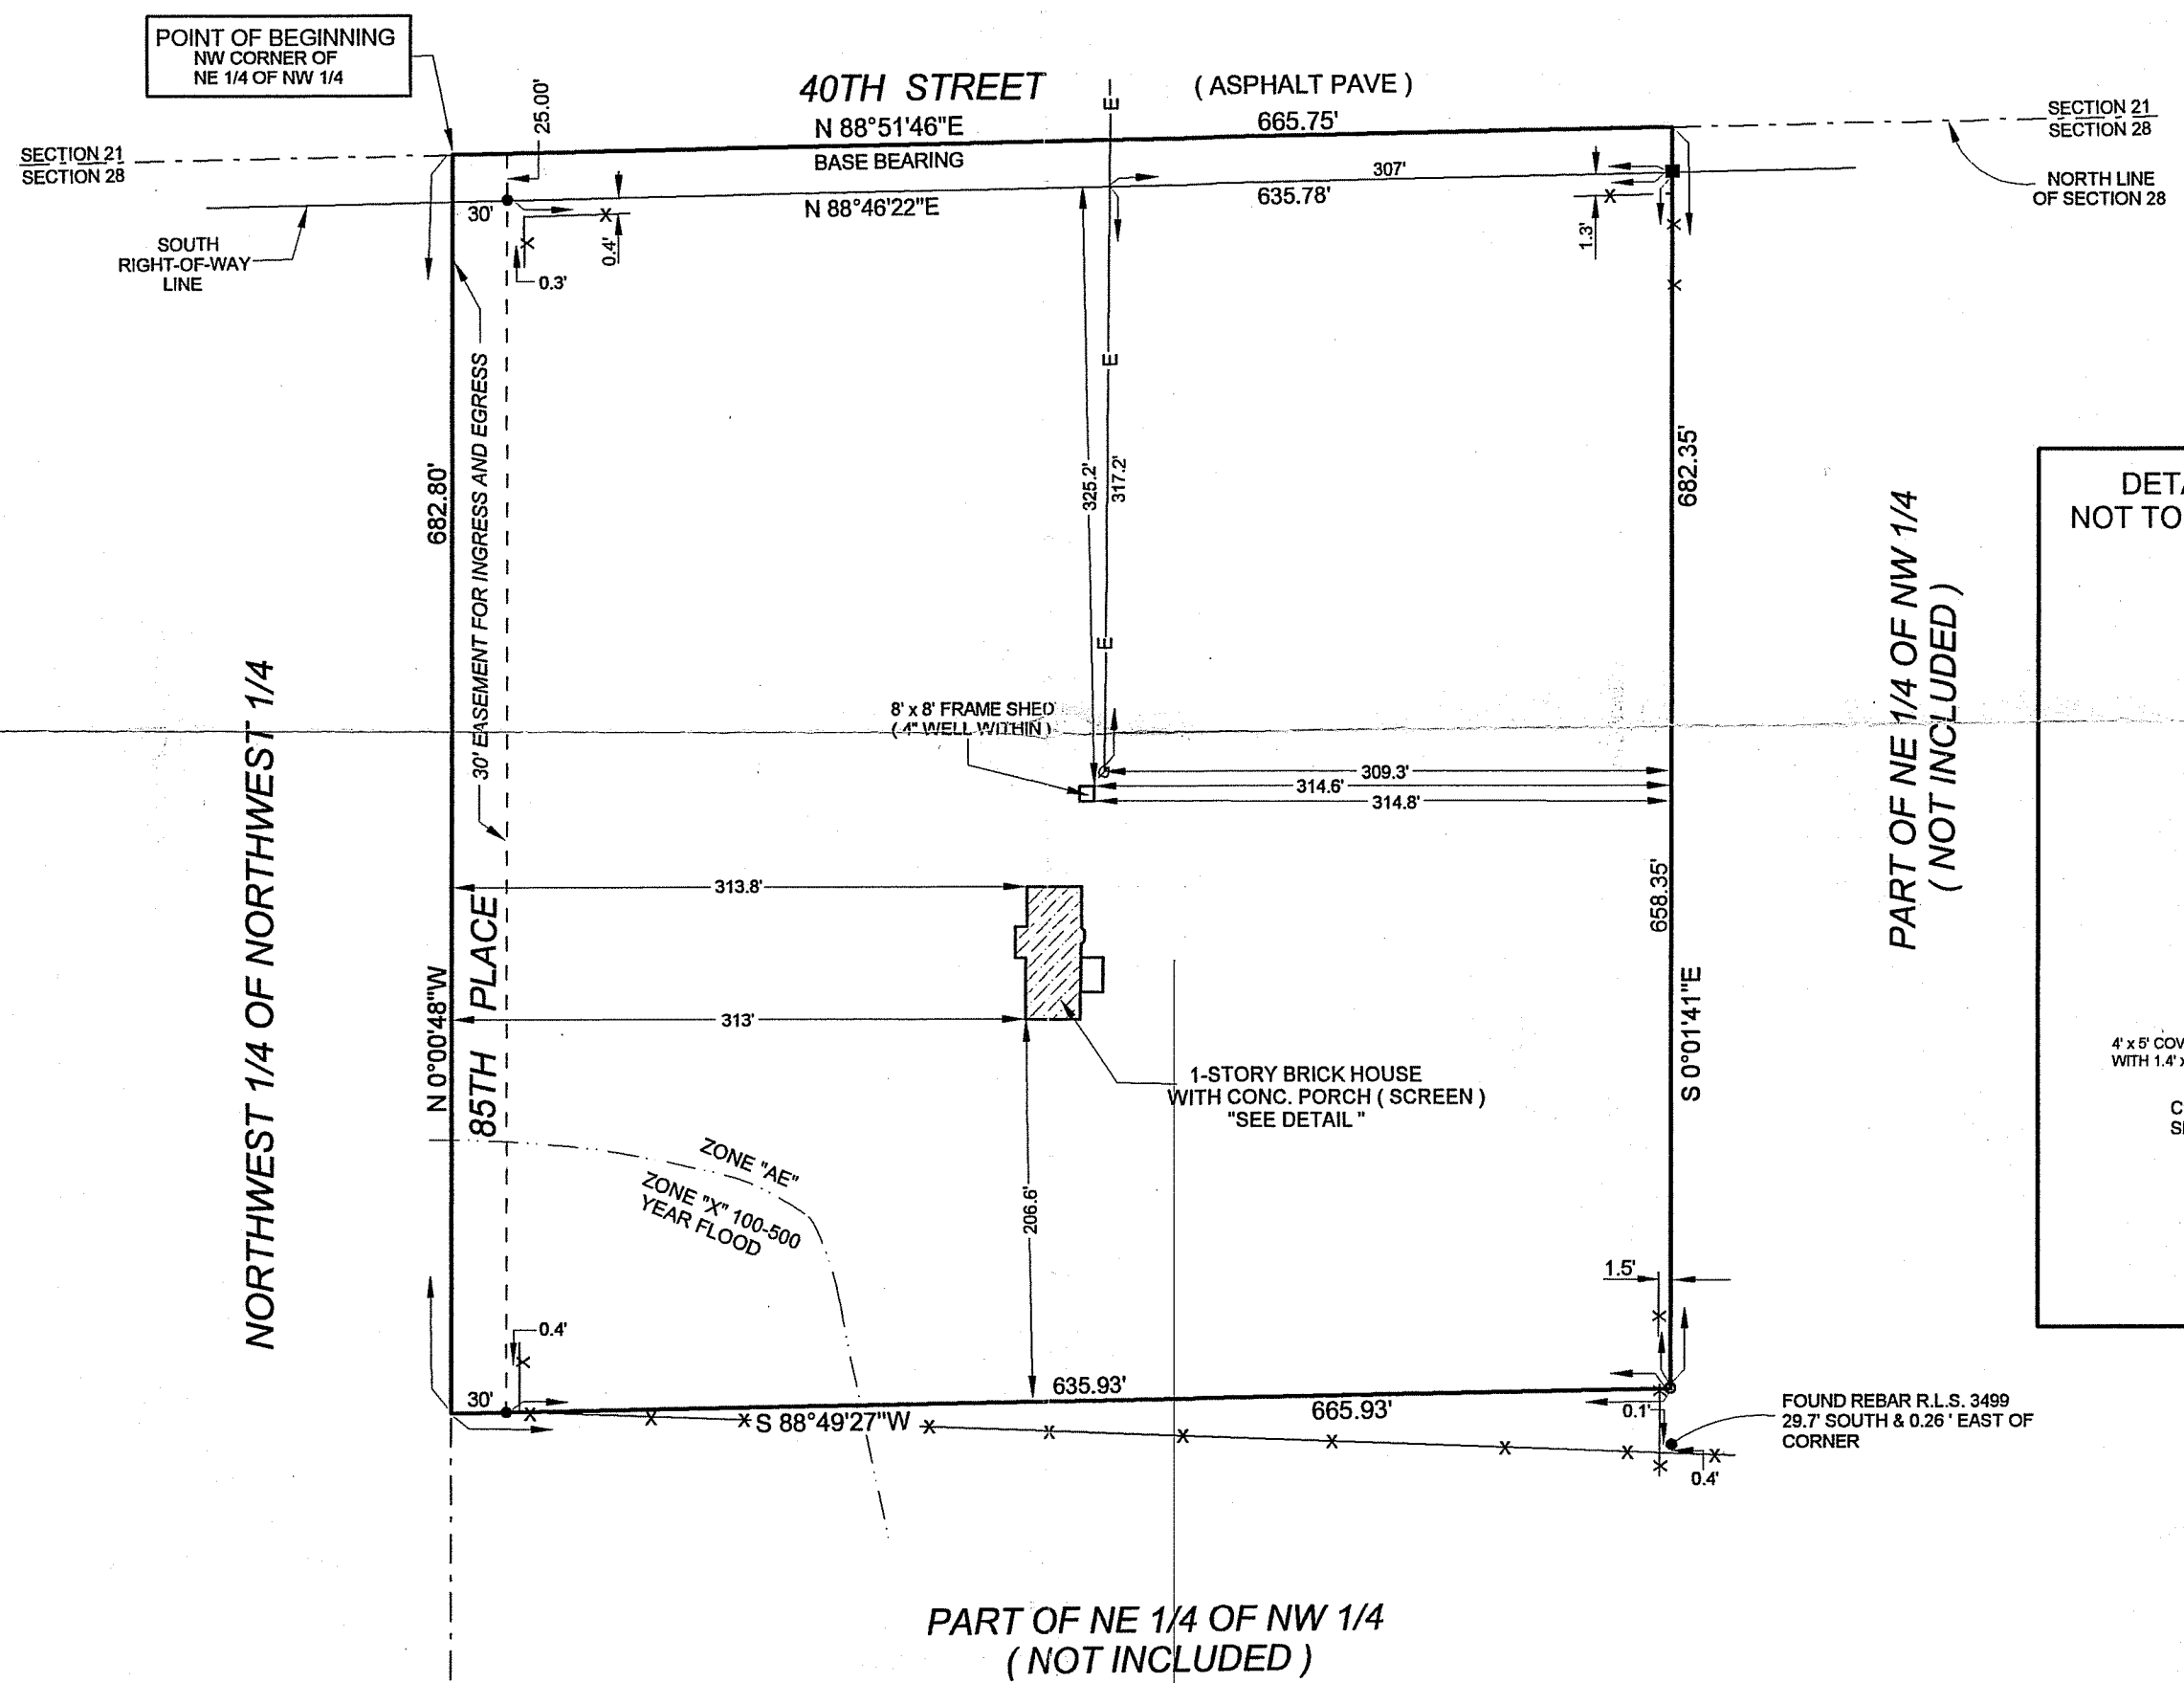 POINT OF BEGINNING
NW CORNER OF
NE 1/4 OF NW 1/4
40TH STREET
( ASPHALT PAVE )
25.00'
N 88°51'46"E
665.75'
BASE BEARING
SECTION 21
SECTION 28
SECTION 21
SECTION 28
NORTH LINE
OF SECTION 28
E
307'
30'
N 88°46'22"E
635.78'
SOUTH
RIGHT-OF-WAY
LINE
X
X
0.4'
0.3'
1.3'
X
X
X
E
682.80'
30' EASEMENT FOR INGRESS AND EGRESS
325.2'
317.2'
682.35'
DETA
NOT TO
PART OF NE 1/4 OF NW 1/4
( NOT INCLUDED )
E
8' x 8' FRAME SHED
( 4" WELL WITHIN )
309.3'
314.6'
314.8'
NORTHWEST 1/4 OF NORTHWEST 1/4
313.8'
658.35'
85TH PLACE
N 0°00'48"W
313'
S 0°01'41"E
1-STORY BRICK HOUSE
WITH CONC. PORCH ( SCREEN )
"SEE DETAIL "
4' x 5' COV
WITH 1.4' x
C
S
ZONE "AE"
ZONE "X" 100-500
YEAR FLOOD
206.6'
1.5'
X
0.4'
X
30'
635.93'
S 88°49'27"W
665.93'
0.1'
X
X
X
X
X
X
X
X
X
X
X
X
0.4'
FOUND REBAR R.L.S. 3499
29.7' SOUTH & 0.26 ' EAST OF
CORNER
PART OF NE 1/4 OF NW 1/4
( NOT INCLUDED )